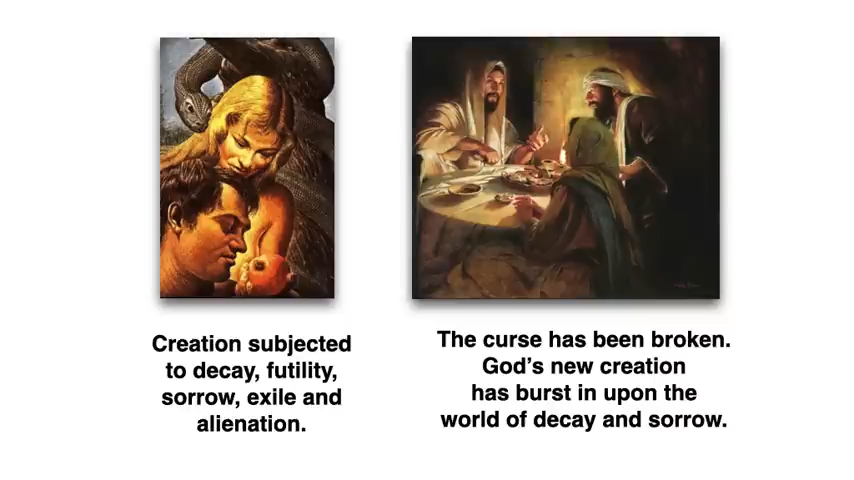 Creation subjected
to decay, futility,
sorrow, exile and
alienation.
The curse has been broken.
God’s new creation
has burst in upon the
world of decay and sorrow.